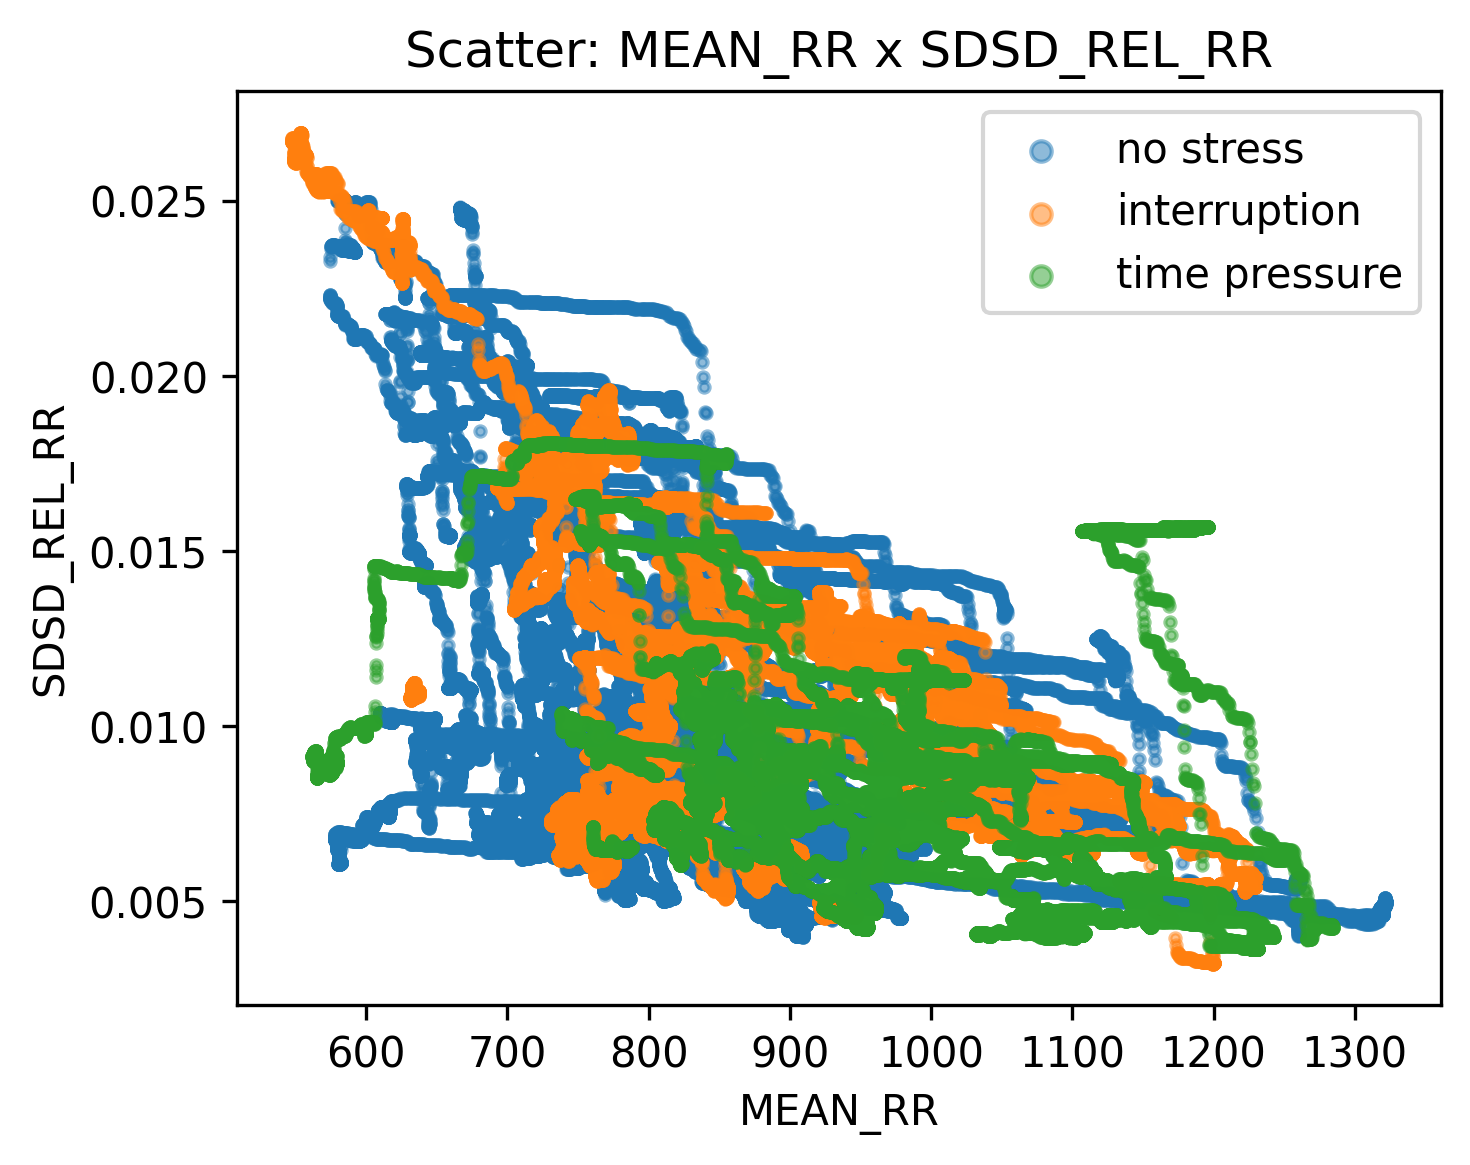 Scatter: MEAN_RR x SDSD_REL_RR
no stress
interruption
time pressure
0.025
0.020
0.015
0.010
0.005
SDSD_REL_RR
600 700 800 900 1000 1100 1200 1300
MEAN_RR